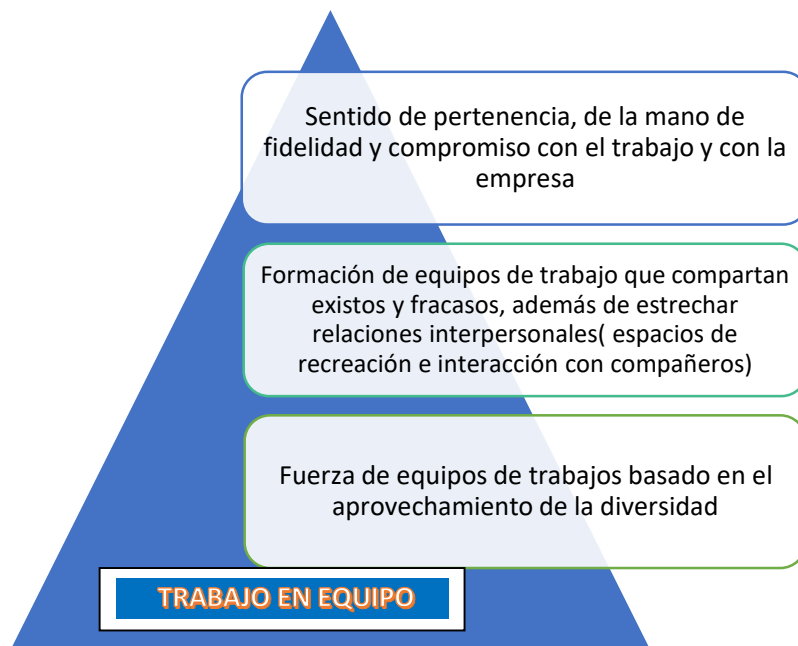 Sentido de pertenencia, de la mano de
fidelidad y compromiso con el trabajo y con la
empresa
Formación de equipos de trabajo que compartan
existos y fracasos, además de estrechar
relaciones interpersonales( espacios de
recreación e interacción con compañeros)
Fuerza de equipos de trabajos basado en el
aprovechamiento de la diversidad
TRABAJO EN EQUIPO